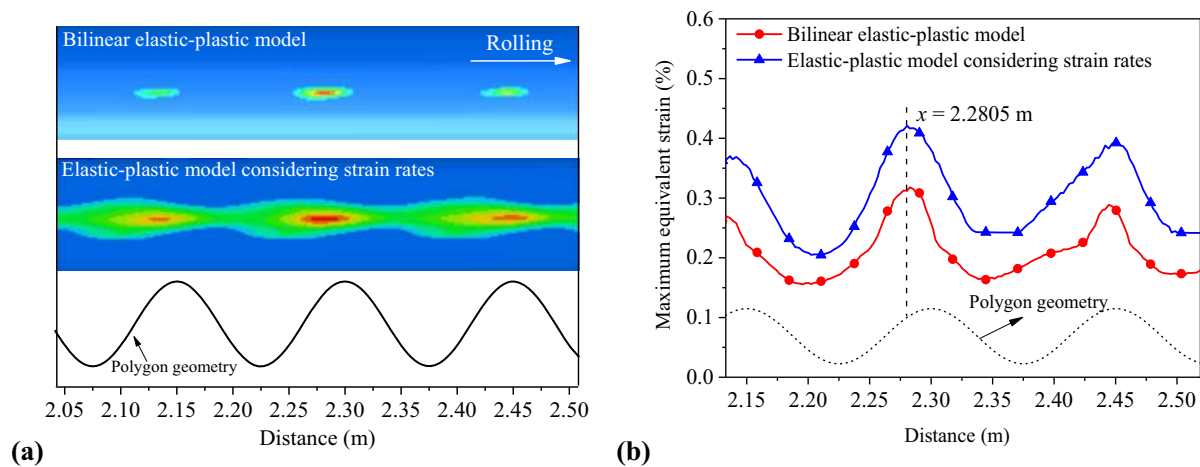 Bilinear elastic-plastic model
Rolling
Elastic-plastic model considering strain rates
Polygon geometry
2.05 2.10 2.15 2.20 2.25 2.30 2.35 2.40 2.45 2.50
Distance (m)
(a)
0.6
0.5
0.4
0.3
0.2
0.1
0.0
Maximum equivalent strain (%)
Bilinear elastic-plastic model
Elastic-plastic model considering strain rates
x = 2.2805 m
Polygon geometry
2.15 2.20 2.25 2.30 2.35 2.40 2.45 2.50
Distance (m)
(b)